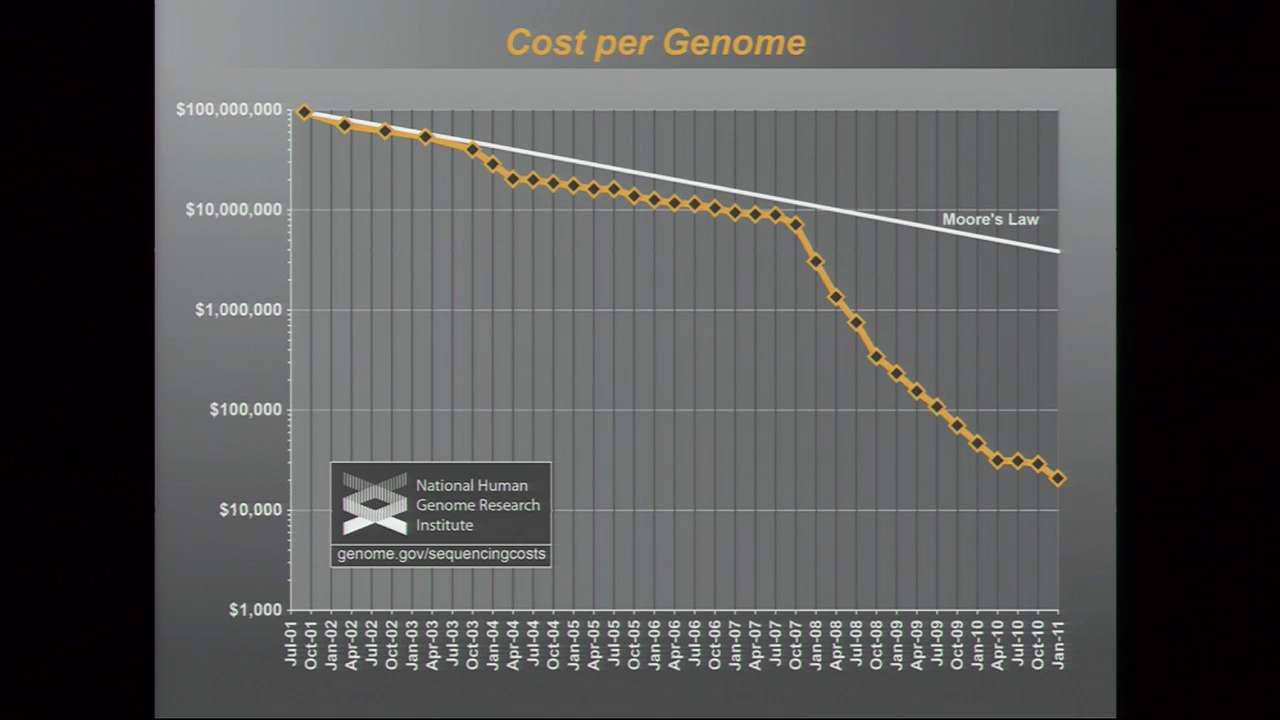 Cost per Genome
$100,000,000
$10,000,000
$1,000,000
$100,000
$10,000
$1,000
Moore's Law
National Human
Genome Research
Institute
genome.gov/sequencingcosts
Jul-01
Oct-01
Jan-02
Apr-02
Jul-02
Oct-02
Jan-03
Apr-03
Jul-03
Oct-03
Jan-04
Apr-04
Jul-04
Oct-04
Jan-05
Apr-05
Jul-05
Oct-05
Jan-06
Apr-06
Jul-06
Oct-06
Jan-07
Apr-07
Jul-07
Oct-07
Jan-08
Apr-08
Jul-08
Oct-08
Jan-09
Apr-09
Jul-09
Oct-09
Jan-10
Apr-10
Jul-10
Oct-10
Jan-11